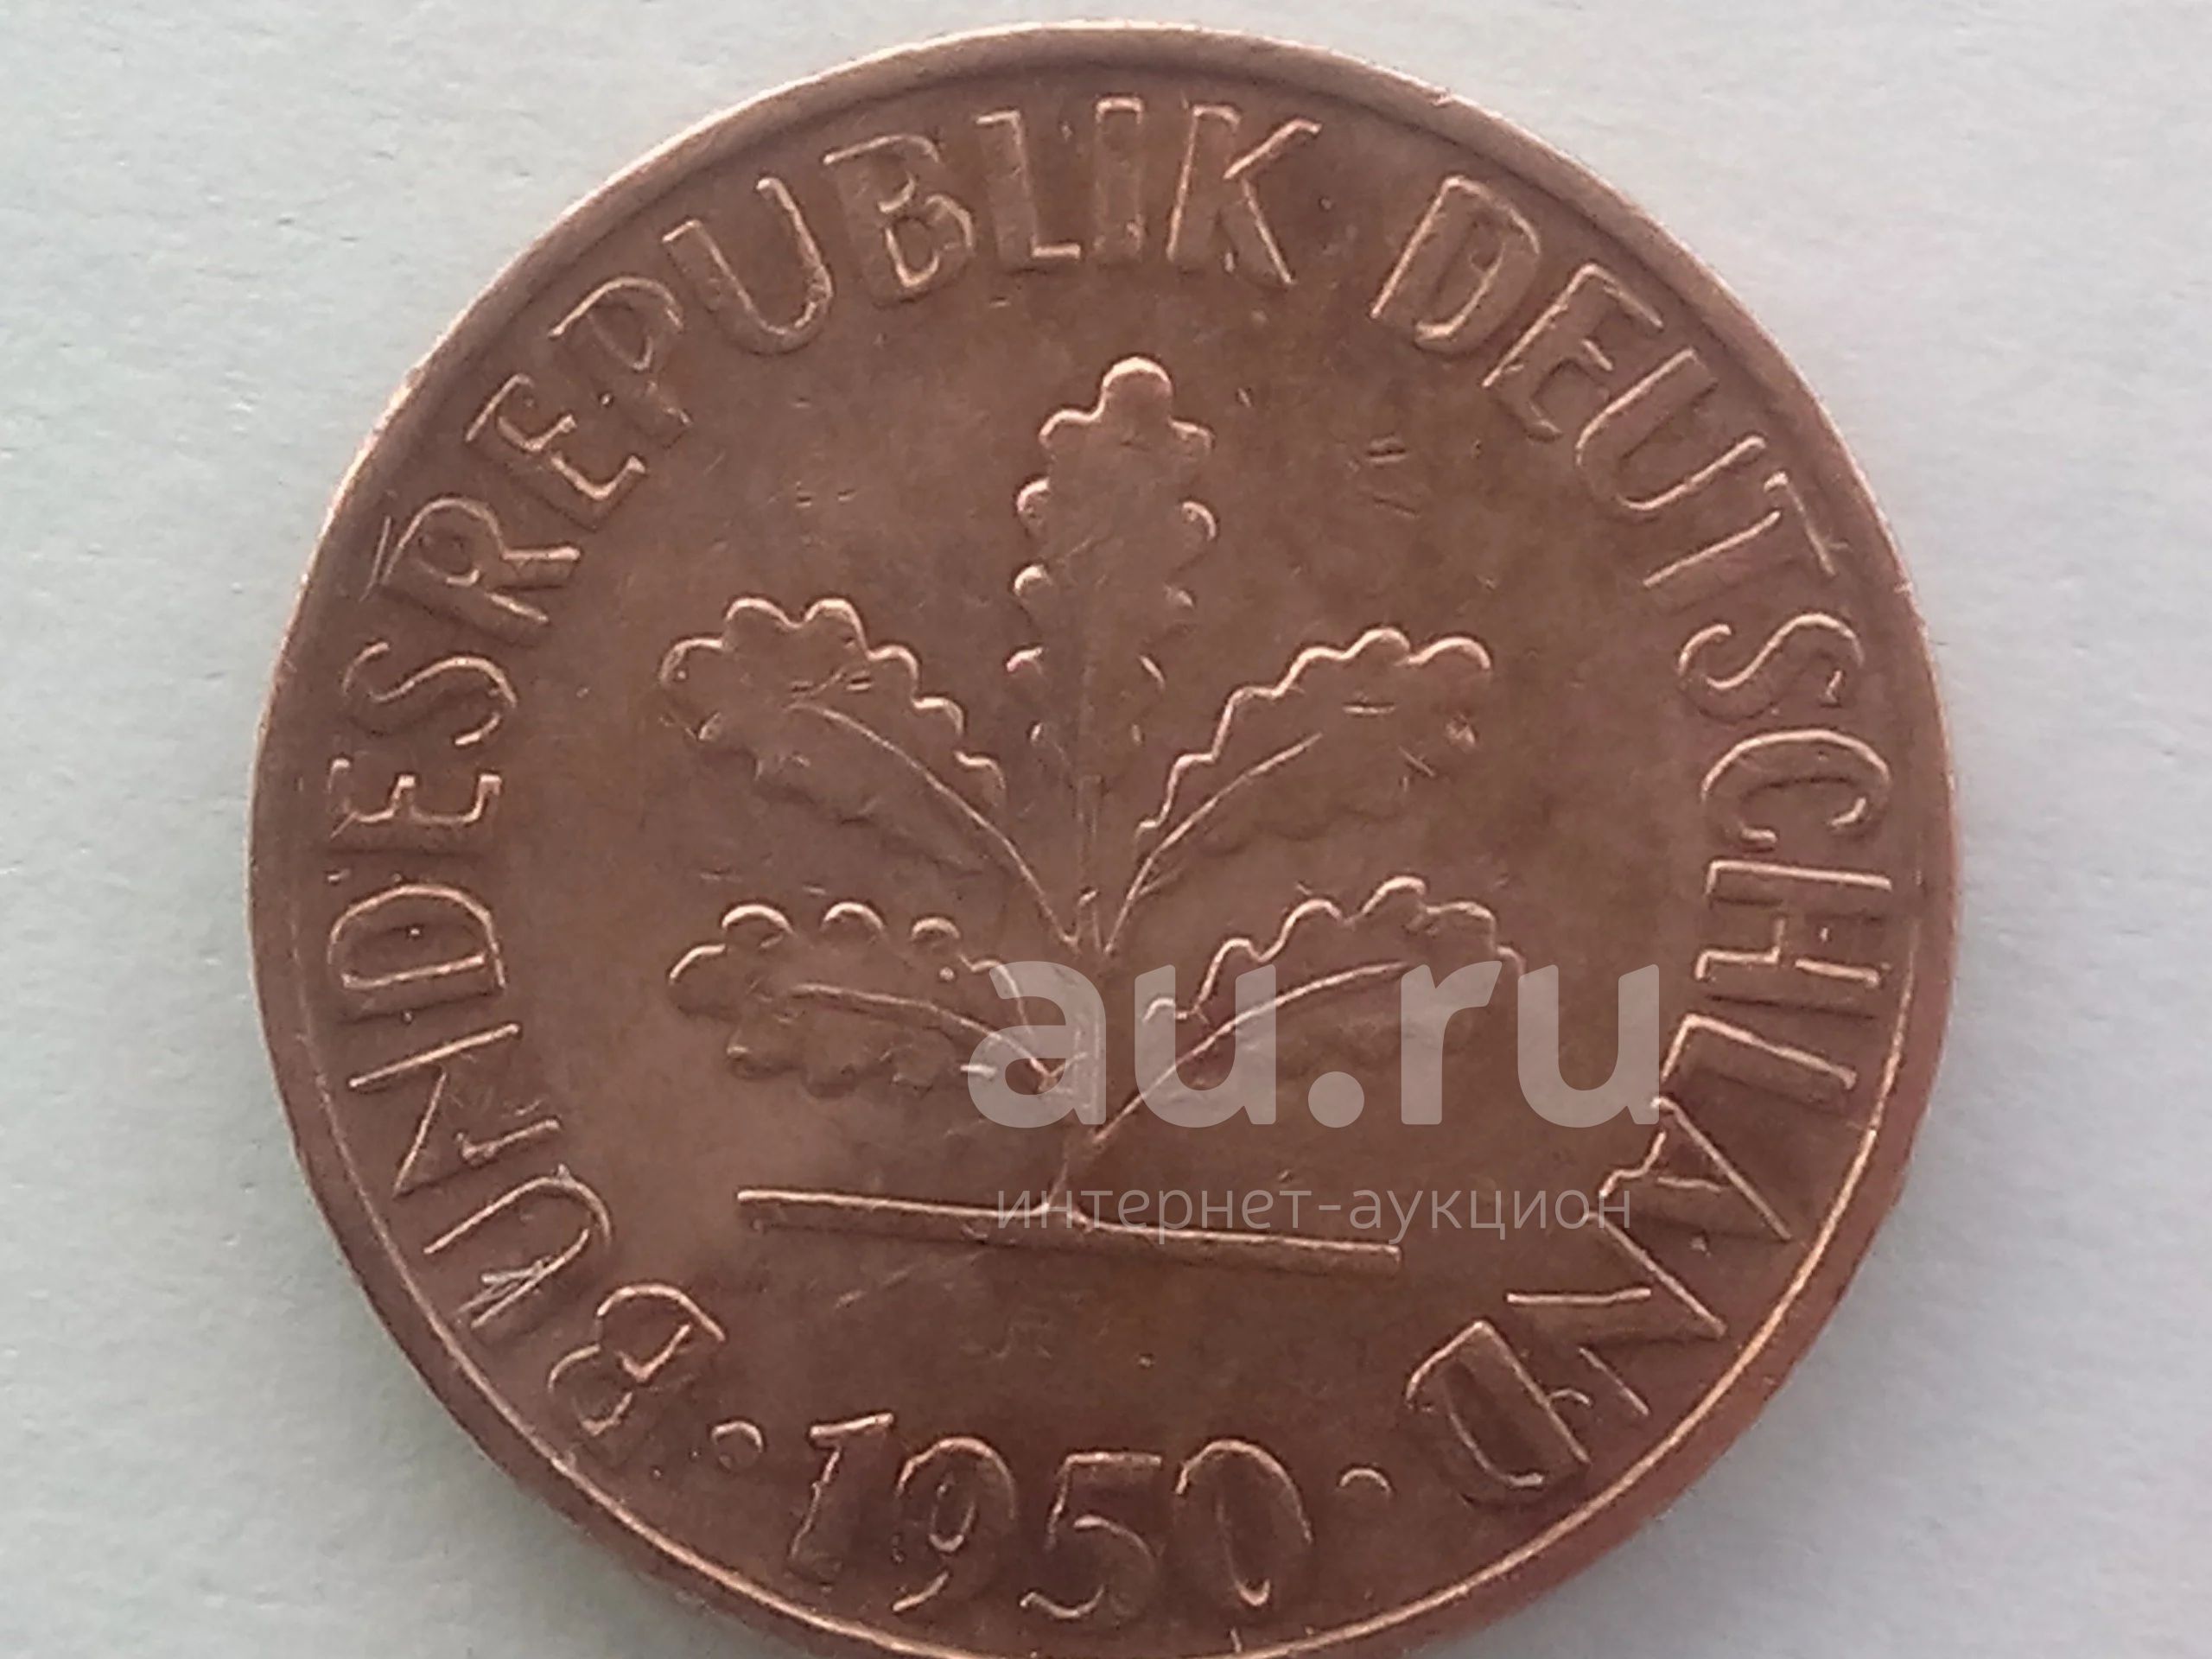 BUNDESREPUBLIK DEUTSCHLAND
• 1950 •
au.ru
интернет-аукцион